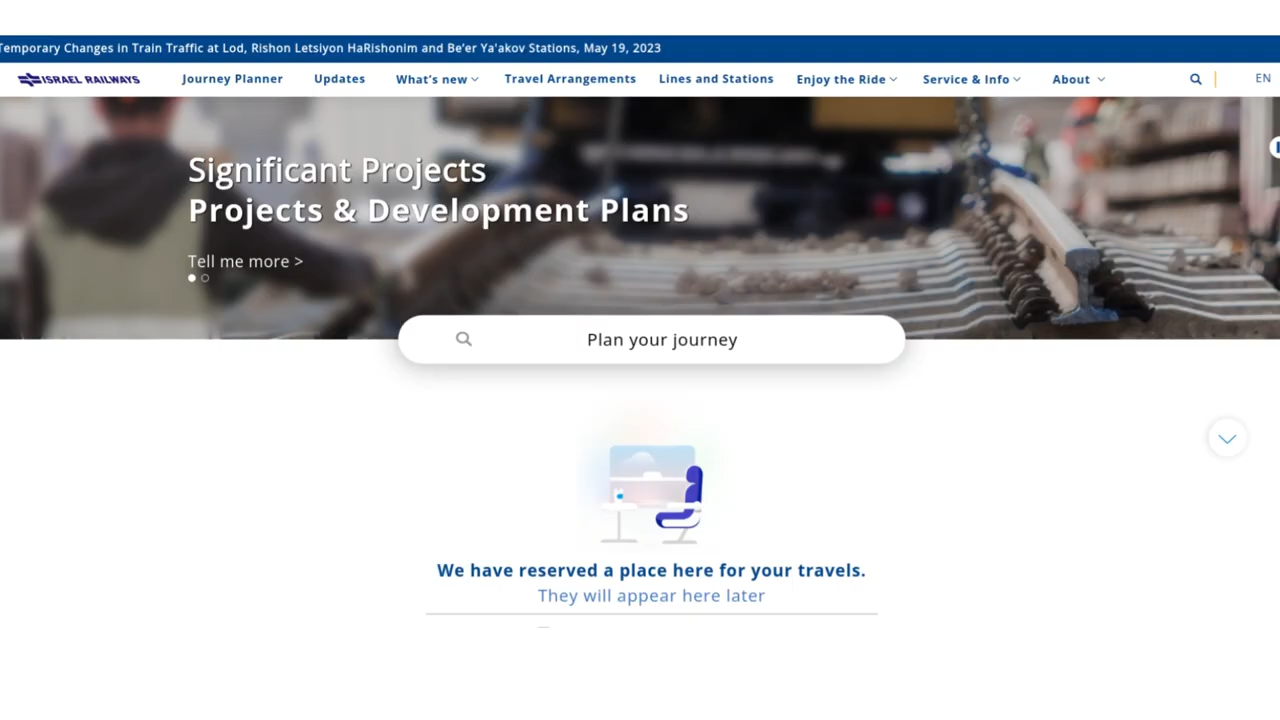 Temporary Changes in Train Traffic at Lod, Rishon Letsiyon HaRishonim and Be'er Ya'akov Stations, May 19, 2023
ISRAEL RAILWAYS
Journey Planner
Updates
What's new
Travel Arrangements
Lines and Stations
Enjoy the Ride
Service & Info
About
EN
Significant Projects
Projects & Development Plans
Tell me more >
Plan your journey
We have reserved a place here for your travels.
They will appear here later